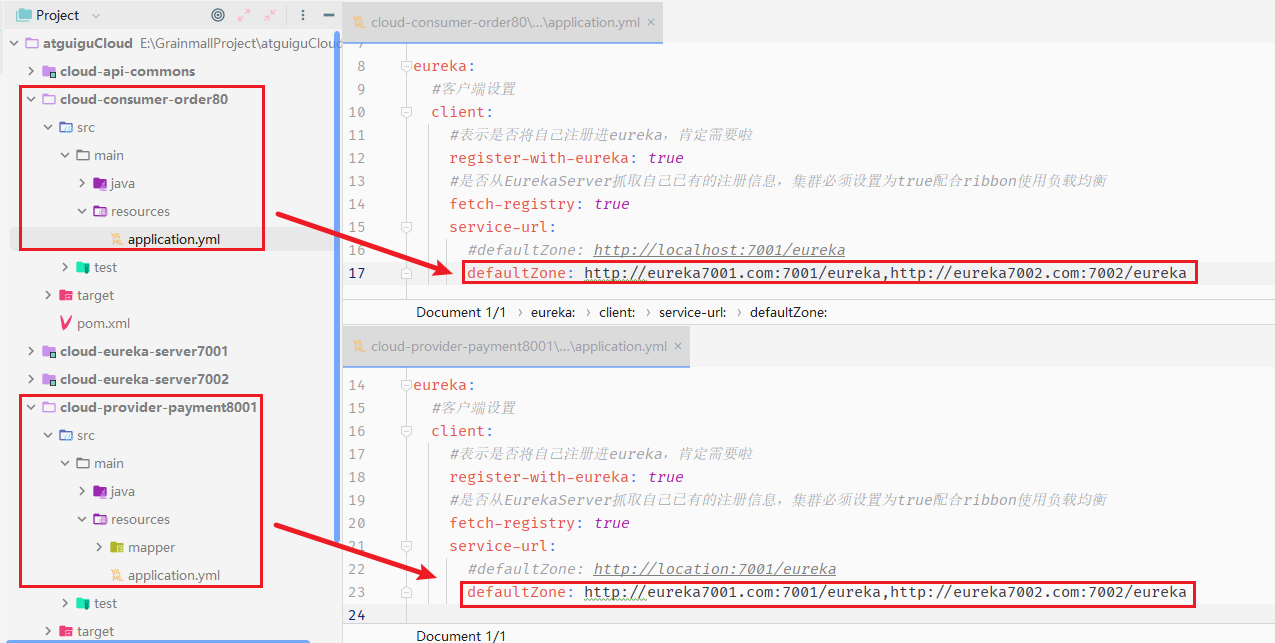 Project
atguiguCloud E:\GrainmallProject\atguiguCloud
cloud-api-commons
cloud-consumer-order80
src
main
java
resources
application.yml
test
target
pom.xml
cloud-eureka-server7001
cloud-eureka-server7002
cloud-provider-payment8001
src
main
java
resources
mapper
application.yml
test
target
cloud-consumer-order80\...\application.yml ×
8 eureka:
9 #客户端设置
10 client:
11 #表示是否将自己注册进eureka，肯定需要啦
12 register-with-eureka: true
13 #是否从EurekaServer抓取自己已有的注册信息，集群必须设置为true配合ribbon使用负载均衡
14 fetch-registry: true
15 service-url:
16 #defaultZone: http://localhost:7001/eureka
17 defaultZone: http://eureka7001.com:7001/eureka,http://eureka7002.com:7002/eureka
Document 1/1 › eureka: › client: › service-url: › defaultZone:
cloud-provider-payment8001\...\application.yml ×
14 eureka:
15 #客户端设置
16 client:
17 #表示是否将自己注册进eureka，肯定需要啦
18 register-with-eureka: true
19 #是否从EurekaServer抓取自己已有的注册信息，集群必须设置为true配合ribbon使用负载均衡
20 fetch-registry: true
21 service-url:
22 #defaultZone: http://location:7001/eureka
23 defaultZone: http://eureka7001.com:7001/eureka,http://eureka7002.com:7002/eureka
24
Document 1/1